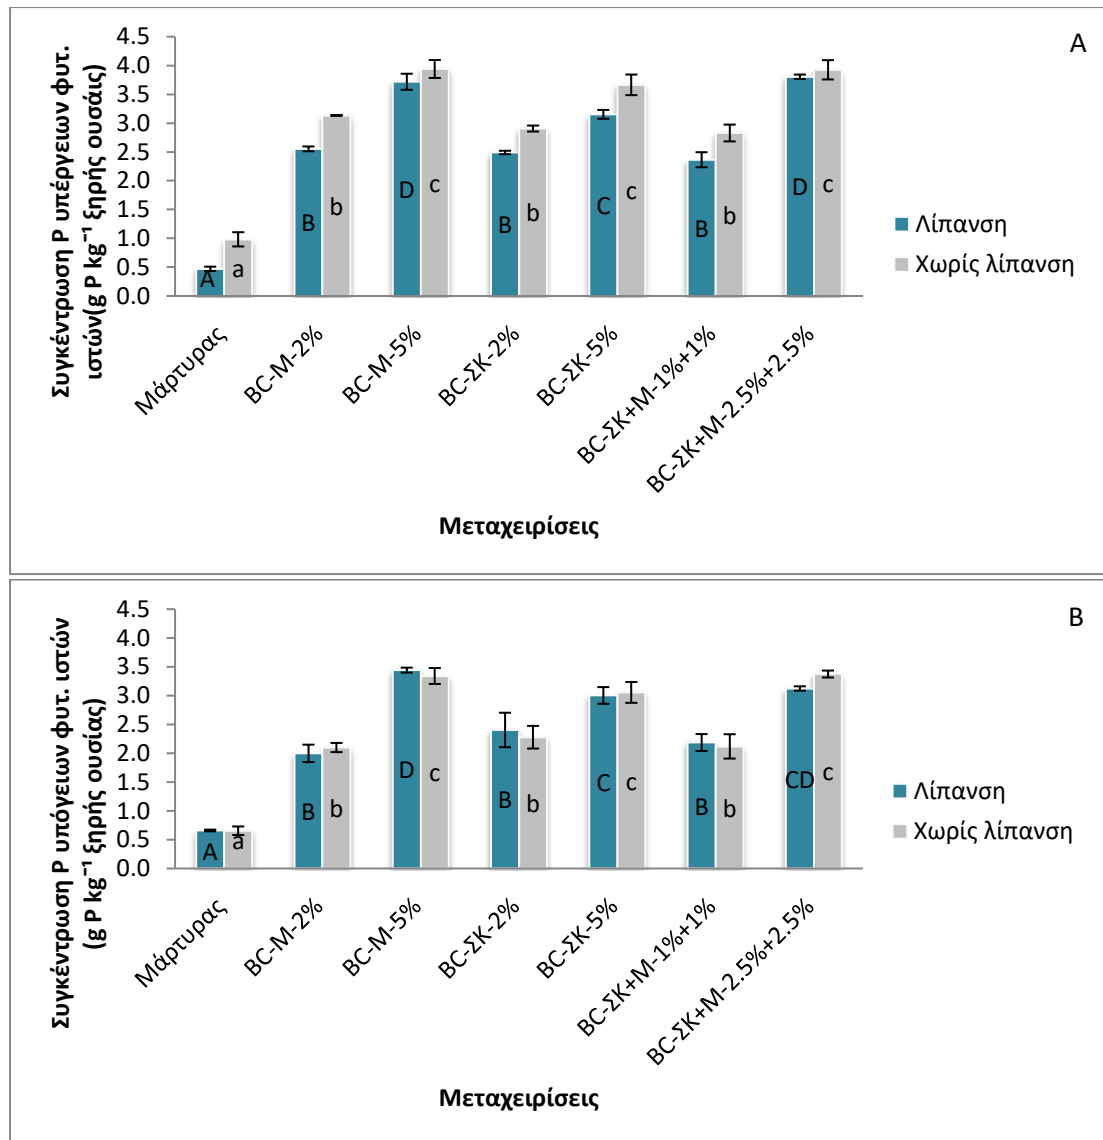 A
Συγκέντρωση P υπέργειων φυτ.
ιστών(g P kg⁻¹ ξηρής ουσάις)
4.5
4.0
3.5
3.0
2.5
2.0
1.5
1.0
0.5
0.0
A
a
B
b
D
c
B
b
C
c
B
b
D
c
Λίπανση
Χωρίς λίπανση
Μάρτυρας
BC-M-2%
BC-M-5%
BC-ΣΚ-2%
BC-ΣΚ-5%
BC-ΣΚ+M-1%+1%
BC-ΣΚ+M-2.5%+2.5%
Μεταχειρίσεις
B
Συγκέντρωση P υπόγειων φυτ. ιστών
(g P kg⁻¹ ξηρής ουσίας)
4.5
4.0
3.5
3.0
2.5
2.0
1.5
1.0
0.5
0.0
A
a
B
b
D
c
B
b
C
c
B
b
CD
c
Λίπανση
Χωρίς λίπανση
Μάρτυρας
BC-M-2%
BC-M-5%
BC-ΣΚ-2%
BC-ΣΚ-5%
BC-ΣΚ+M-1%+1%
BC-ΣΚ+M-2.5%+2.5%
Μεταχειρίσεις